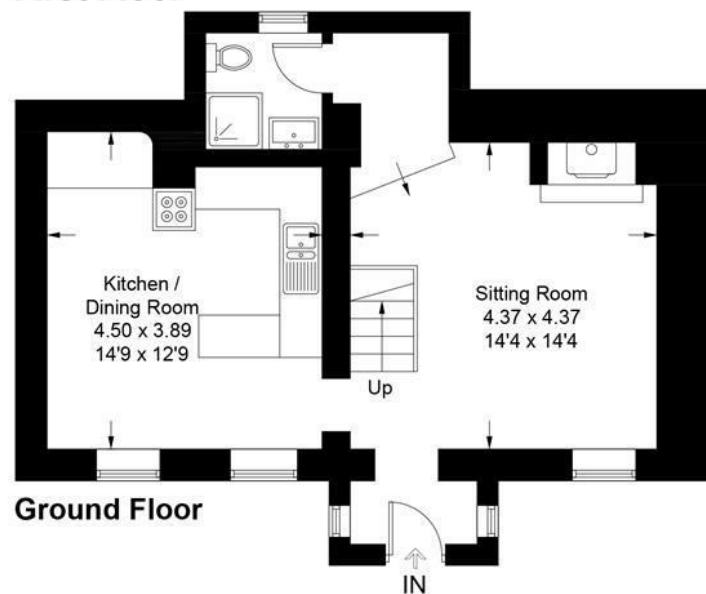 Kitchen /
Dining Room
4.50 x 3.89
14'9 x 12'9
Sitting Room
4.37 x 4.37
14'4 x 14'4
Up
Ground Floor
IN